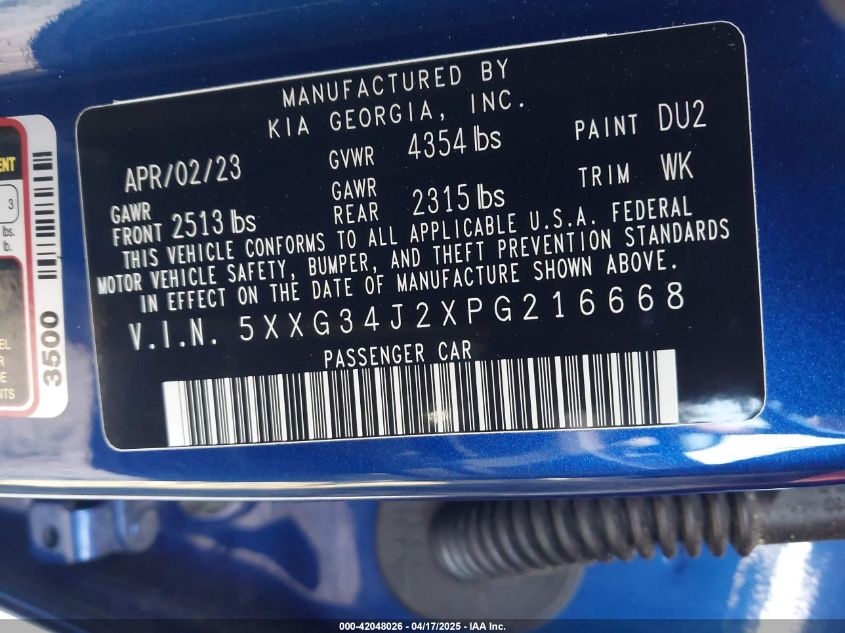 MANUFACTURED BY
KIA GEORGIA, INC.
APR/02/23 GVWR 4354 lbs PAINT DU2
GAWR FRONT 2513 lbs GAWR REAR 2315 lbs TRIM WK
THIS VEHICLE CONFORMS TO ALL APPLICABLE U.S.A. FEDERAL
MOTOR VEHICLE SAFETY, BUMPER, AND THEFT PREVENTION STANDARDS
IN EFFECT ON THE DATE OF MANUFACTURE SHOWN ABOVE.
V.I.N. 5XXG34J2XPG216668
PASSENGER CAR
3
lbs.
lb.
3500
000-42048026 - 04/17/2025 - IAA Inc.